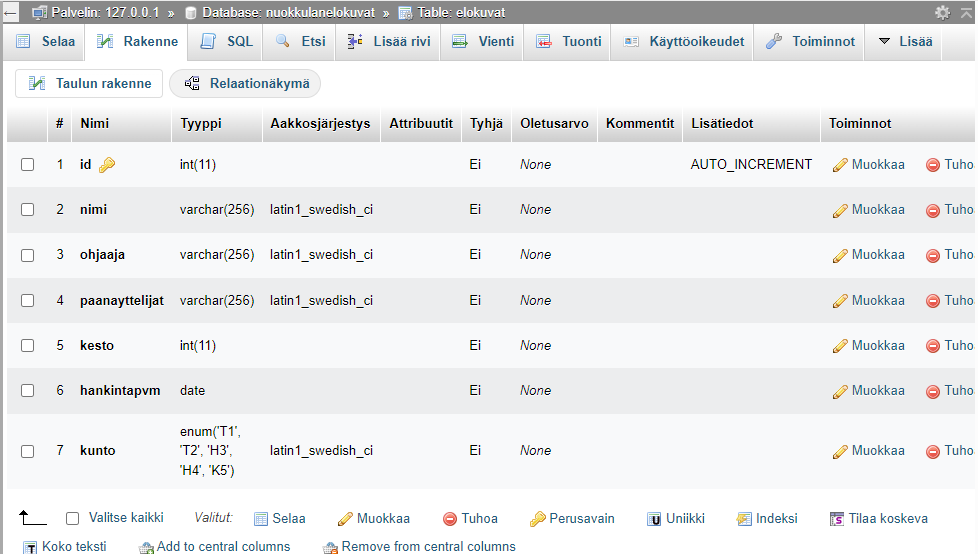 Palvelin: 127.0.0.1 » Database: nuokkulanelokuvat » Table: elokuvat
Selaa Rakenne SQL Etsi Lisää rivi Vienti Tuonti Käyttöoikeudet Toiminnot Lisää
Taulun rakenne Relaationäkymä
# Nimi Tyyppi Aakkosjärjestys Attribuutit Tyhjä Oletusarvo Kommentit Lisätiedot Toiminnot
1 id int(11) Ei None AUTO_INCREMENT Muokkaa Tuho
2 nimi varchar(256) latin1_swedish_ci Ei None Muokkaa Tuho
3 ohjaaja varchar(256) latin1_swedish_ci Ei None Muokkaa Tuho
4 paanayttelijat varchar(256) latin1_swedish_ci Ei None Muokkaa Tuho
5 kesto int(11) Ei None Muokkaa Tuho
6 hankintapvm date Ei None Muokkaa Tuho
enum('T1',
7 kunto 'T2', 'H3', latin1_swedish_ci Ei None Muokkaa Tuho
'H4', 'K5')
Valitse kaikki Valitut: Selaa Muokkaa Tuhoa Perusavain Uniikki Indeksi Tilaa koskeva
Koko teksti Add to central columns Remove from central columns